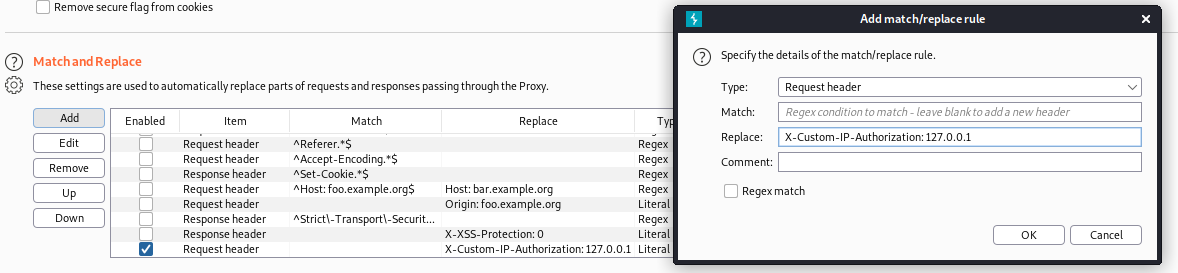 Remove secure flag from cookies
Match and Replace
These settings are used to automatically replace parts of requests and responses passing through the Proxy.
Add
Edit
Remove
Up
Down
Enabled Item Match Replace
Request header ^Referer.*$ Regex
Request header ^Accept-Encoding.*$ Regex
Response header ^Set-Cookie.*$ Regex
Request header ^Host: foo.example.org$ Host: bar.example.org Regex
Request header Origin: foo.example.org Literal
Response header ^Strict\-Transport\-Securit... Regex
Response header X-XSS-Protection: 0 Literal
Request header X-Custom-IP-Authorization: 127.0.0.1 Literal
Add match/replace rule
Specify the details of the match/replace rule.
Type: Request header
Match: Regex condition to match - leave blank to add a new header
Replace: X-Custom-IP-Authorization: 127.0.0.1
Comment:
Regex match
OK Cancel